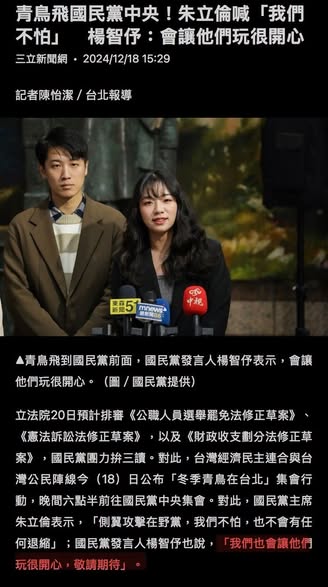 青鳥飛國民黨中央！朱立倫喊「我們
不怕」　楊智伃：會讓他們玩很開心
三立新聞網 • 2024/12/18 15:29
記者陳怡潔／台北報導
東森
新聞 51
mnews
中視
▲青鳥飛到國民黨前面，國民黨發言人楊智伃表示，會讓
他們玩很開心。（圖／國民黨提供）
立法院20日預計排審《公職人員選舉罷免法修正草案》、
《憲法訴訟法修正草案》，以及《財政收支劃分法修正草
案》，國民黨團力拚三讀。對此，台灣經濟民主連合與台
灣公民陣線今（18）日公布「冬季青鳥在台北」集會行
動，晚間六點半前往國民黨中央集會。對此，國民黨主席
朱立倫表示，「側翼攻擊在野黨，我們不怕，也不會有任
何退縮」；國民黨發言人楊智伃也說，「我們也會讓他們
玩很開心，敬請期待」。